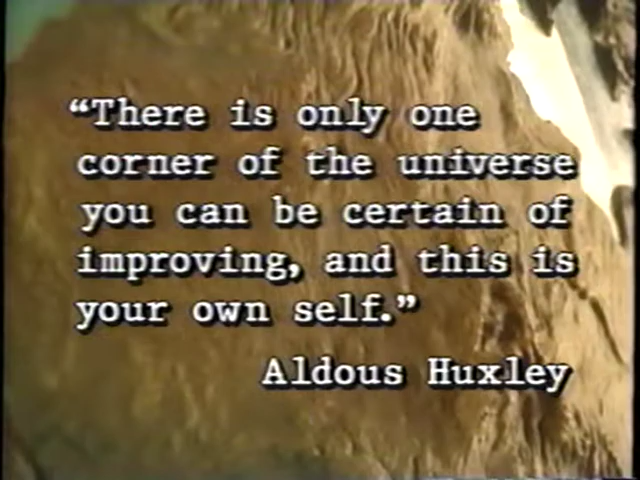 “There is only one
corner of the universe
you can be certain of
improving, and this is
your own self.”
Aldous Huxley